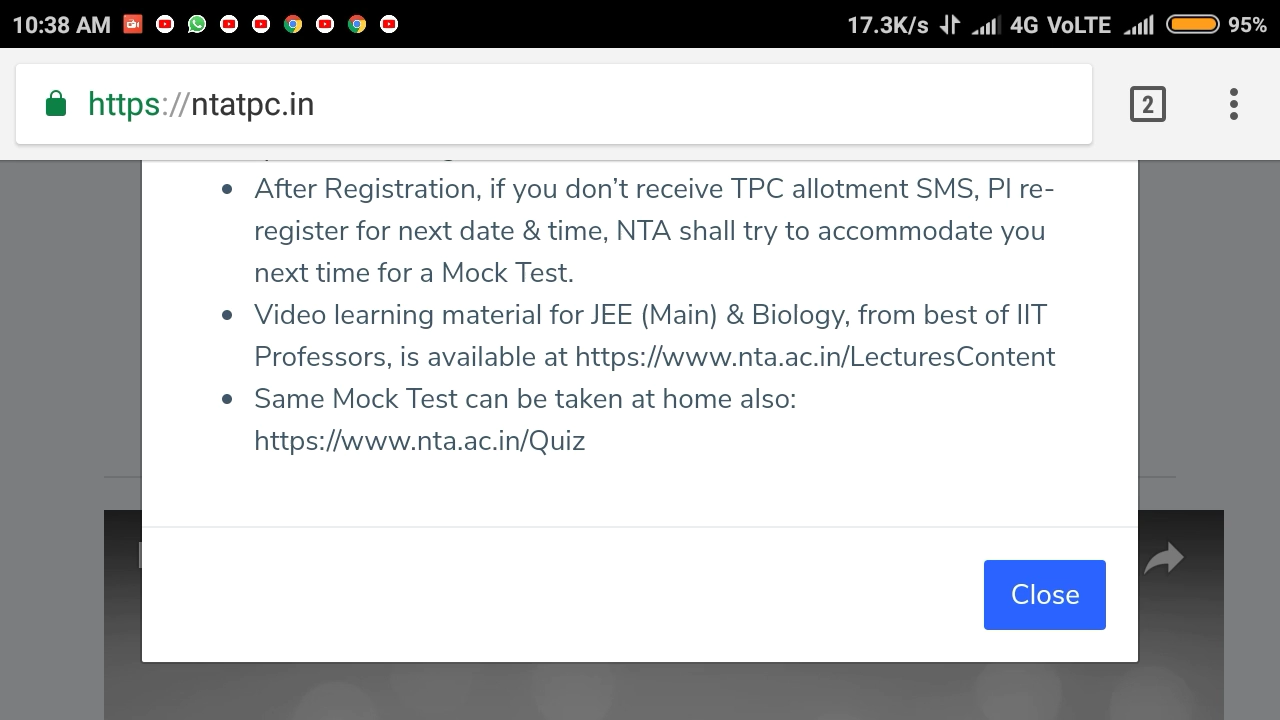 10:38 AM 17.3K/s 4G VoLTE 95%
https://ntatpc.in 2
After Registration, if you don’t receive TPC allotment SMS, Pl re-
register for next date & time, NTA shall try to accommodate you
next time for a Mock Test.
Video learning material for JEE (Main) & Biology, from best of IIT
Professors, is available at https://www.nta.ac.in/LecturesContent
Same Mock Test can be taken at home also:
https://www.nta.ac.in/Quiz
Close